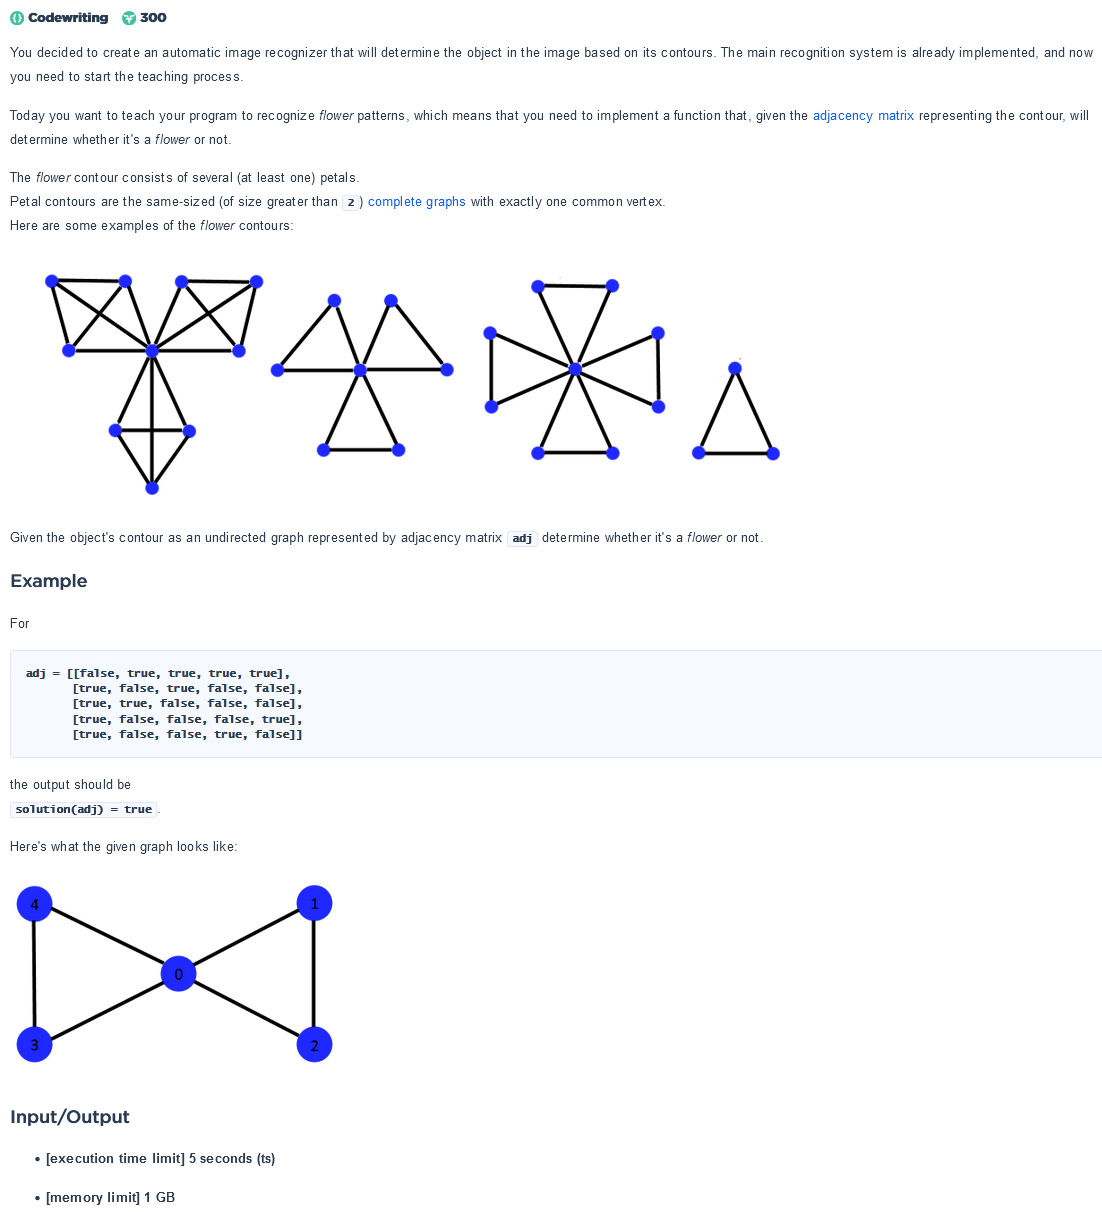 Codewriting 300
You decided to create an automatic image recognizer that will determine the object in the image based on its contours. The main recognition system is already implemented, and now
you need to start the teaching process.
Today you want to teach your program to recognize flower patterns, which means that you need to implement a function that, given the adjacency matrix representing the contour, will
determine whether it's a flower or not.
The flower contour consists of several (at least one) petals.
Petal contours are the same-sized (of size greater than 2) complete graphs with exactly one common vertex.
Here are some examples of the flower contours:
Given the object's contour as an undirected graph represented by adjacency matrix adj determine whether it's a flower or not.
Example
For
adj = [[false, true, true, true, true],
[true, false, true, false, false],
[true, true, false, false, false],
[true, false, false, false, true],
[true, false, false, true, false]]
the output should be
solution(adj) = true.
Here's what the given graph looks like:
4 1
0
3 2
Input/Output
• [execution time limit] 5 seconds (ts)
• [memory limit] 1 GB